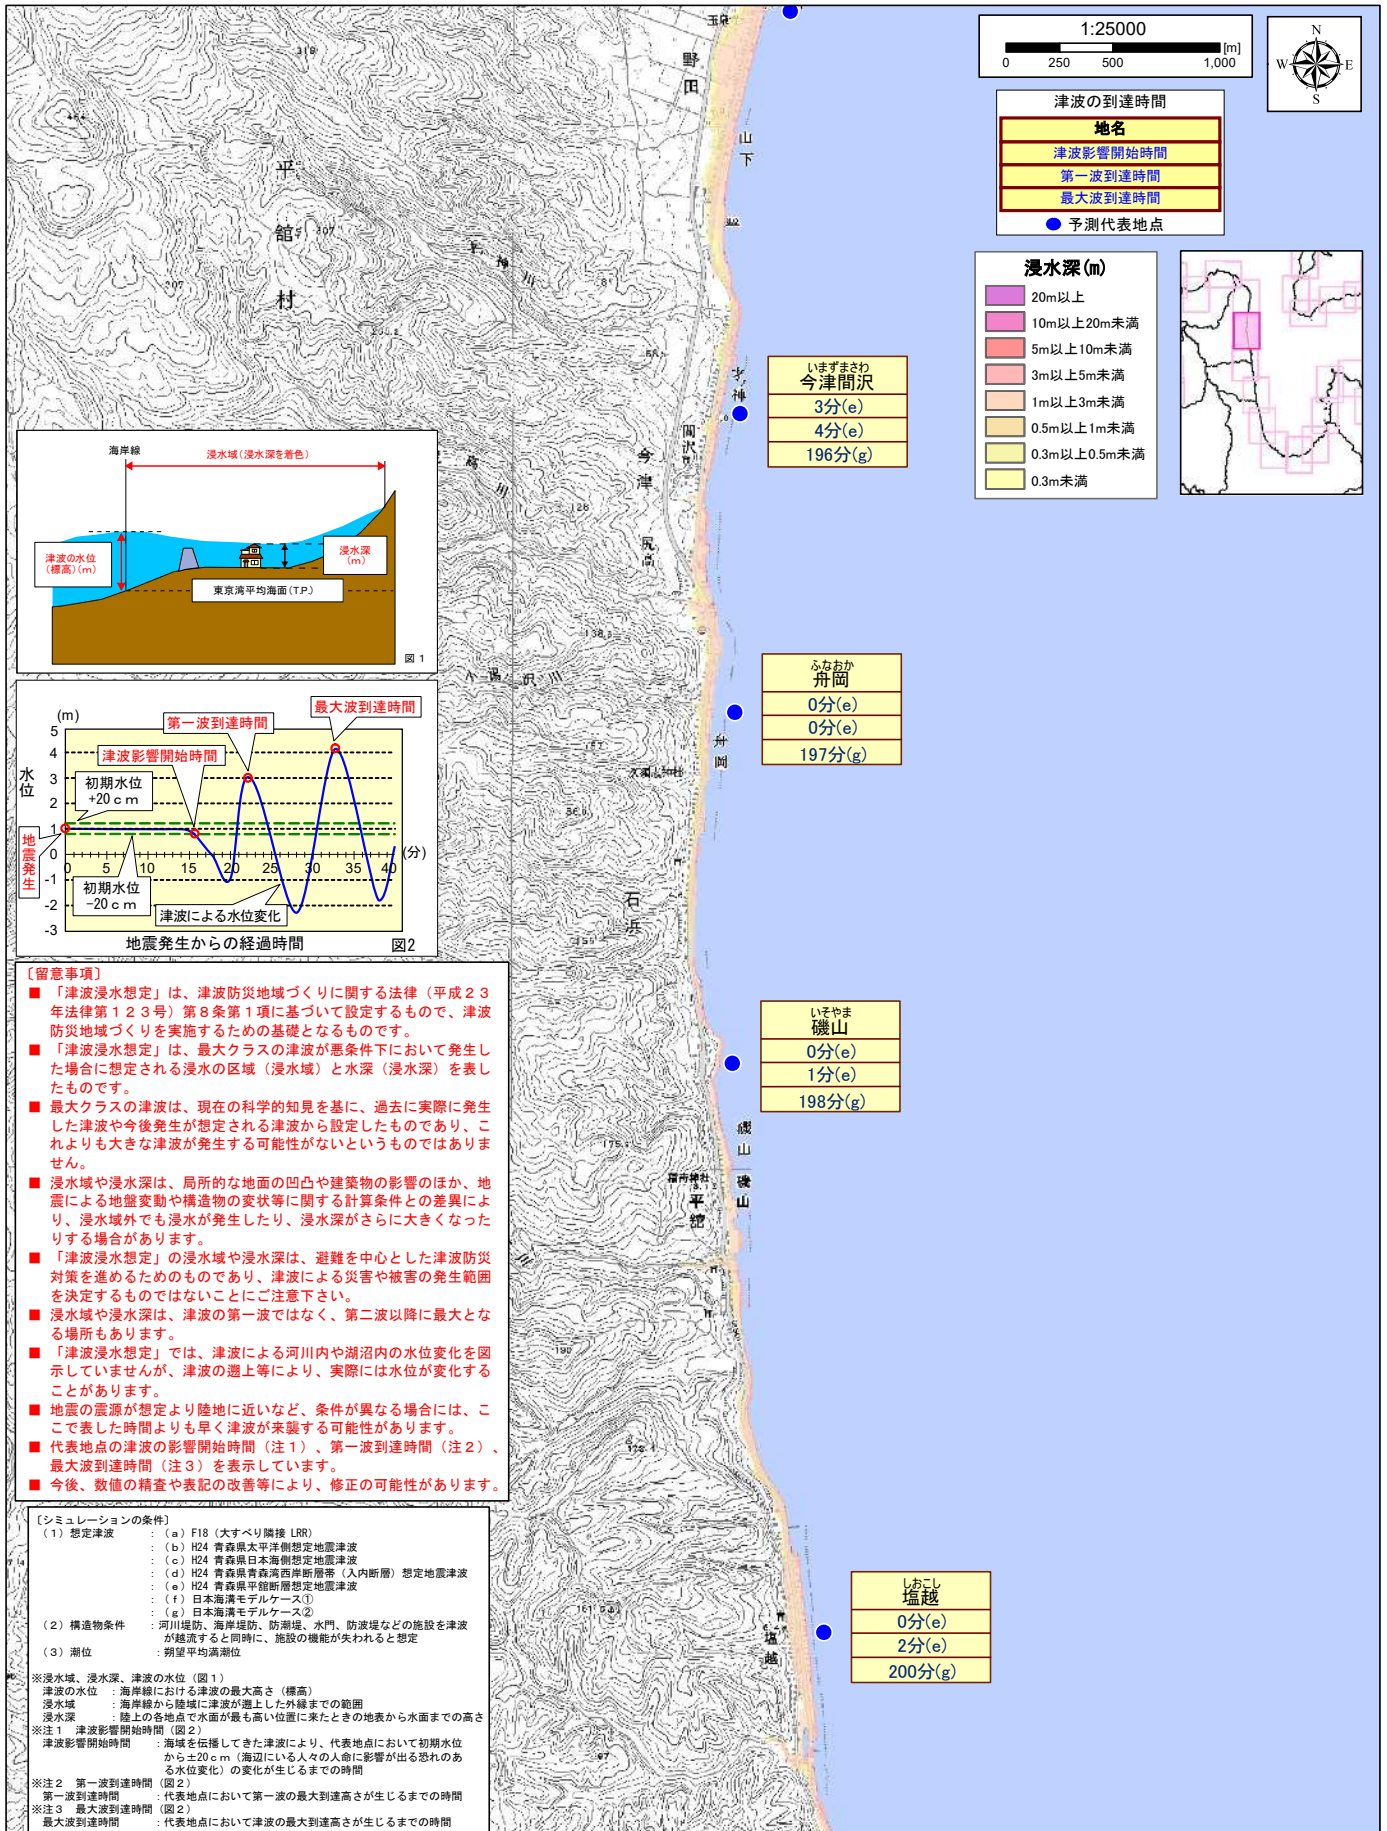 1:25000
[m]
0 250 500 1,000
N
W E
S
津波の到達時間
地名
津波影響開始時間
第一波到達時間
最大波到達時間
予測代表地点
浸水深(m)
20m以上
10m以上20m未満
5m以上10m未満
3m以上5m未満
1m以上3m未満
0.5m以上1m未満
0.3m以上0.5m未満
0.3m未満
野田
山下
平舘村
才神
間沢
今津
尻高
舟岡
石浜
磯山
磯山
平舘
塩越
いまずまさわ
今津間沢
3分(e)
4分(e)
196分(g)
ふなおか
舟岡
0分(e)
0分(e)
197分(g)
いそやま
磯山
0分(e)
1分(e)
198分(g)
しおこし
塩越
0分(e)
2分(e)
200分(g)
海岸線
浸水域(浸水深を着色)
津波の水位
(標高)(m)
浸水深
(m)
東京湾平均海面(T.P.)
図1
(m)
最大波到達時間
第一波到達時間
津波影響開始時間
水位
初期水位
+20cm
地震発生
初期水位
-20cm
津波による水位変化
5
4
3
2
1
0
-1
-2
-3
0 5 10 15 20 25 30 35 40
(分)
地震発生からの経過時間
図2
〔留意事項〕
■ 「津波浸水想定」は、津波防災地域づくりに関する法律(平成23
年法律第123号)第8条第1項に基づいて設定するもので、津波
防災地域づくりを実施するための基礎となるものです。
■ 「津波浸水想定」は、最大クラスの津波が悪条件下において発生し
た場合に想定される浸水の区域(浸水域)と水深(浸水深)を表し
たものです。
■ 最大クラスの津波は、現在の科学的知見を基に、過去に実際に発生
した津波や今後発生が想定される津波から設定したものであり、こ
れよりも大きな津波が発生する可能性がないというものではありま
せん。
■ 浸水域や浸水深は、局所的な地面の凹凸や建築物の影響のほか、地
震による地盤変動や構造物の変状等に関する計算条件との差異によ
り、浸水域外でも浸水が発生したり、浸水深がさらに大きくなった
りする場合があります。
■ 「津波浸水想定」の浸水域や浸水深は、避難を中心とした津波防災
対策を進めるためのものであり、津波による災害や被害の発生範囲
を決定するものではないことにご注意下さい。
■ 浸水域や浸水深は、津波の第一波ではなく、第二波以降に最大とな
る場所もあります。
■ 「津波浸水想定」では、津波による河川内や湖沼内の水位変化を図
示していませんが、津波の遡上等により、実際には水位が変化する
ことがあります。
■ 地震の震源が想定より陸地に近いなど、条件が異なる場合には、こ
こで表した時間よりも早く津波が来襲する可能性があります。
■ 代表地点の津波の影響開始時間(注1)、第一波到達時間(注2)、
最大波到達時間(注3)を表示しています。
■ 今後、数値の精査や表記の改善等により、修正の可能性があります。
〔シミュレーションの条件〕
(1)想定津波 :(a)F18(大すべり隣接 LRR)
:(b)H24 青森県太平洋側想定地震津波
:(c)H24 青森県日本海側想定地震津波
:(d)H24 青森県青森湾西岸断層帯(入内断層)想定地震津波
:(e)H24 青森県平舘断層想定地震津波
:(f)日本海溝モデルケース①
:(g)日本海溝モデルケース②
(2)構造物条件 :河川堤防、海岸堤防、防潮堤、水門、防波堤などの施設を津波
が越流すると同時に、施設の機能が失われると想定
(3)潮位 :朔望平均満潮位
※浸水域、浸水深、津波の水位(図1)
津波の水位 :海岸線における津波の最大高さ(標高)
浸水域 :海岸線から陸域に津波が遡上した外縁までの範囲
浸水深 :陸上の各地点で水面が最も高い位置に来たときの地表から水面までの高さ
※注1 津波影響開始時間(図2)
津波影響開始時間 :海域を伝播してきた津波により、代表地点において初期水位
から±20cm(海辺にいる人々の人命に影響が出る恐れのあ
る水位変化)の変化が生じるまでの時間
※注2 第一波到達時間(図2)
第一波到達時間 :代表地点において第一波の最大到達高さが生じるまでの時間
※注3 最大波到達時間(図2)
最大波到達時間 :代表地点において津波の最大到達高さが生じるまでの時間